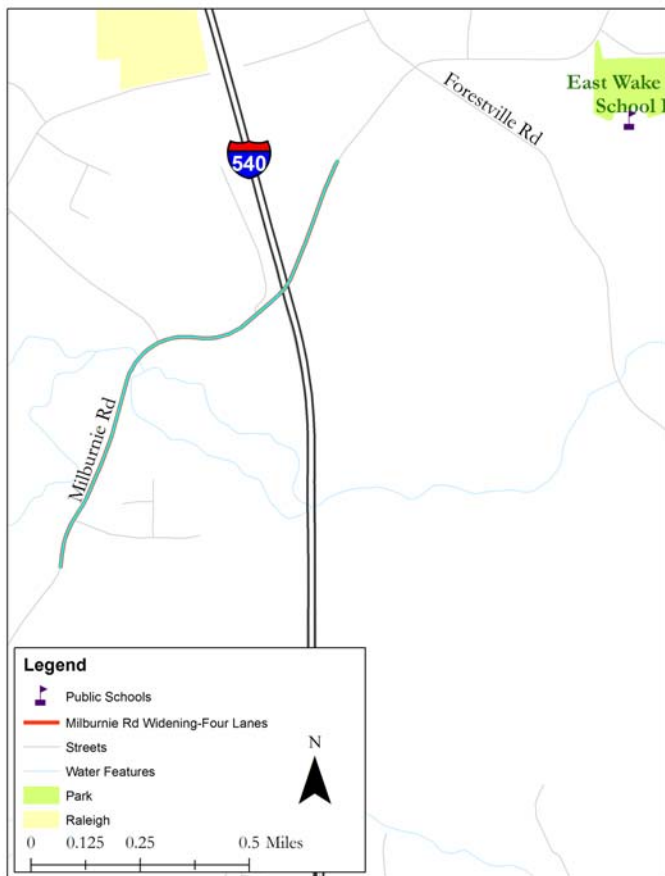 East Wake
School
Forestville Rd
540
Milburnie Rd
Legend
Public Schools
Milburnie Rd Widening-Four Lanes
Streets
Water Features
Park
Raleigh
N
0 0.125 0.25 0.5 Miles